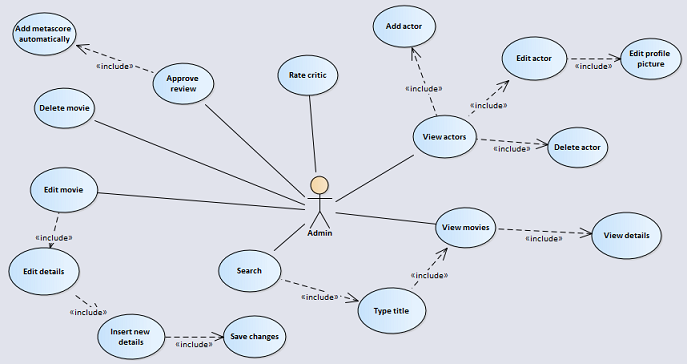 Add metascore
automatically
«include»
Approve
review
Rate critic
Add actor
«include»
Edit actor
«include»
Edit profile
picture
«include»
View actors
«include»
Delete actor
Delete movie
Edit movie
«include»
Edit details
«include»
Insert new
details
«include»
Save changes
Admin
Search
«include»
Type title
«include»
View movies
«include»
View details